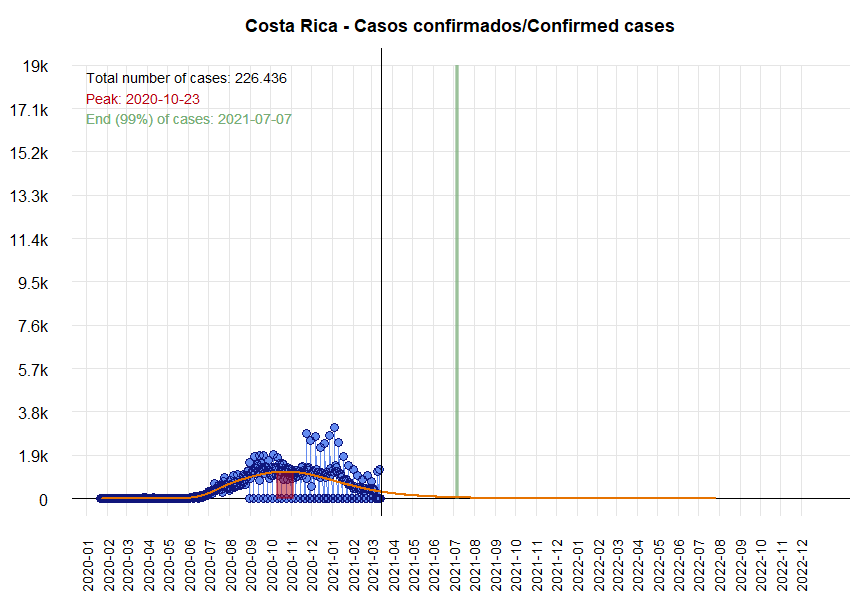 Costa Rica - Casos confirmados/Confirmed cases
Total number of cases: 226.436
Peak: 2020-10-23
End (99%) of cases: 2021-07-07
19k
17.1k
15.2k
13.3k
11.4k
9.5k
7.6k
5.7k
3.8k
1.9k
0
2020-01
2020-02
2020-03
2020-04
2020-05
2020-06
2020-07
2020-08
2020-09
2020-10
2020-11
2020-12
2021-01
2021-02
2021-03
2021-04
2021-05
2021-06
2021-07
2021-08
2021-09
2021-10
2021-11
2021-12
2022-02
2022-02
2022-03
2022-04
2022-05
2022-06
2022-07
2022-08
2022-09
2022-10
2022-11
2022-12